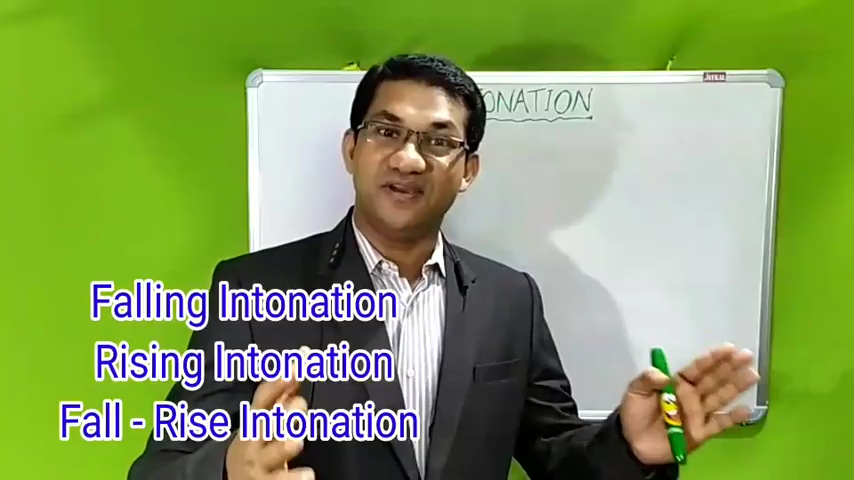 ONATION
Falling Intonation
Rising Intonation
Fall - Rise Intonation